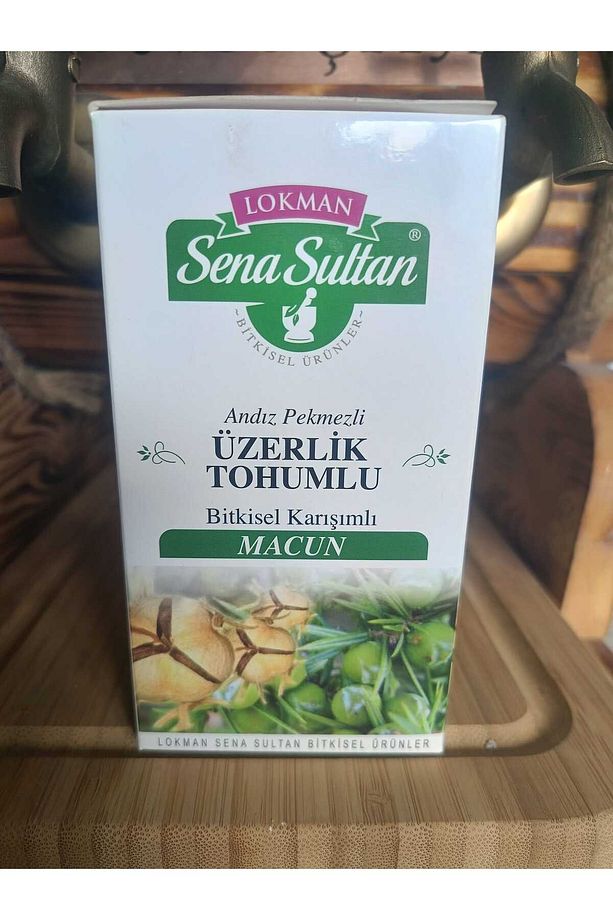 LOKMAN
Sena Sultan ®
~BİTKİSEL ÜRÜNLER~
Andız Pekmezli
ÜZERLİK
TOHUMLU
Bitkisel Karışımlı
MACUN
LOKMAN SENA SULTAN BİTKİSEL ÜRÜNLER